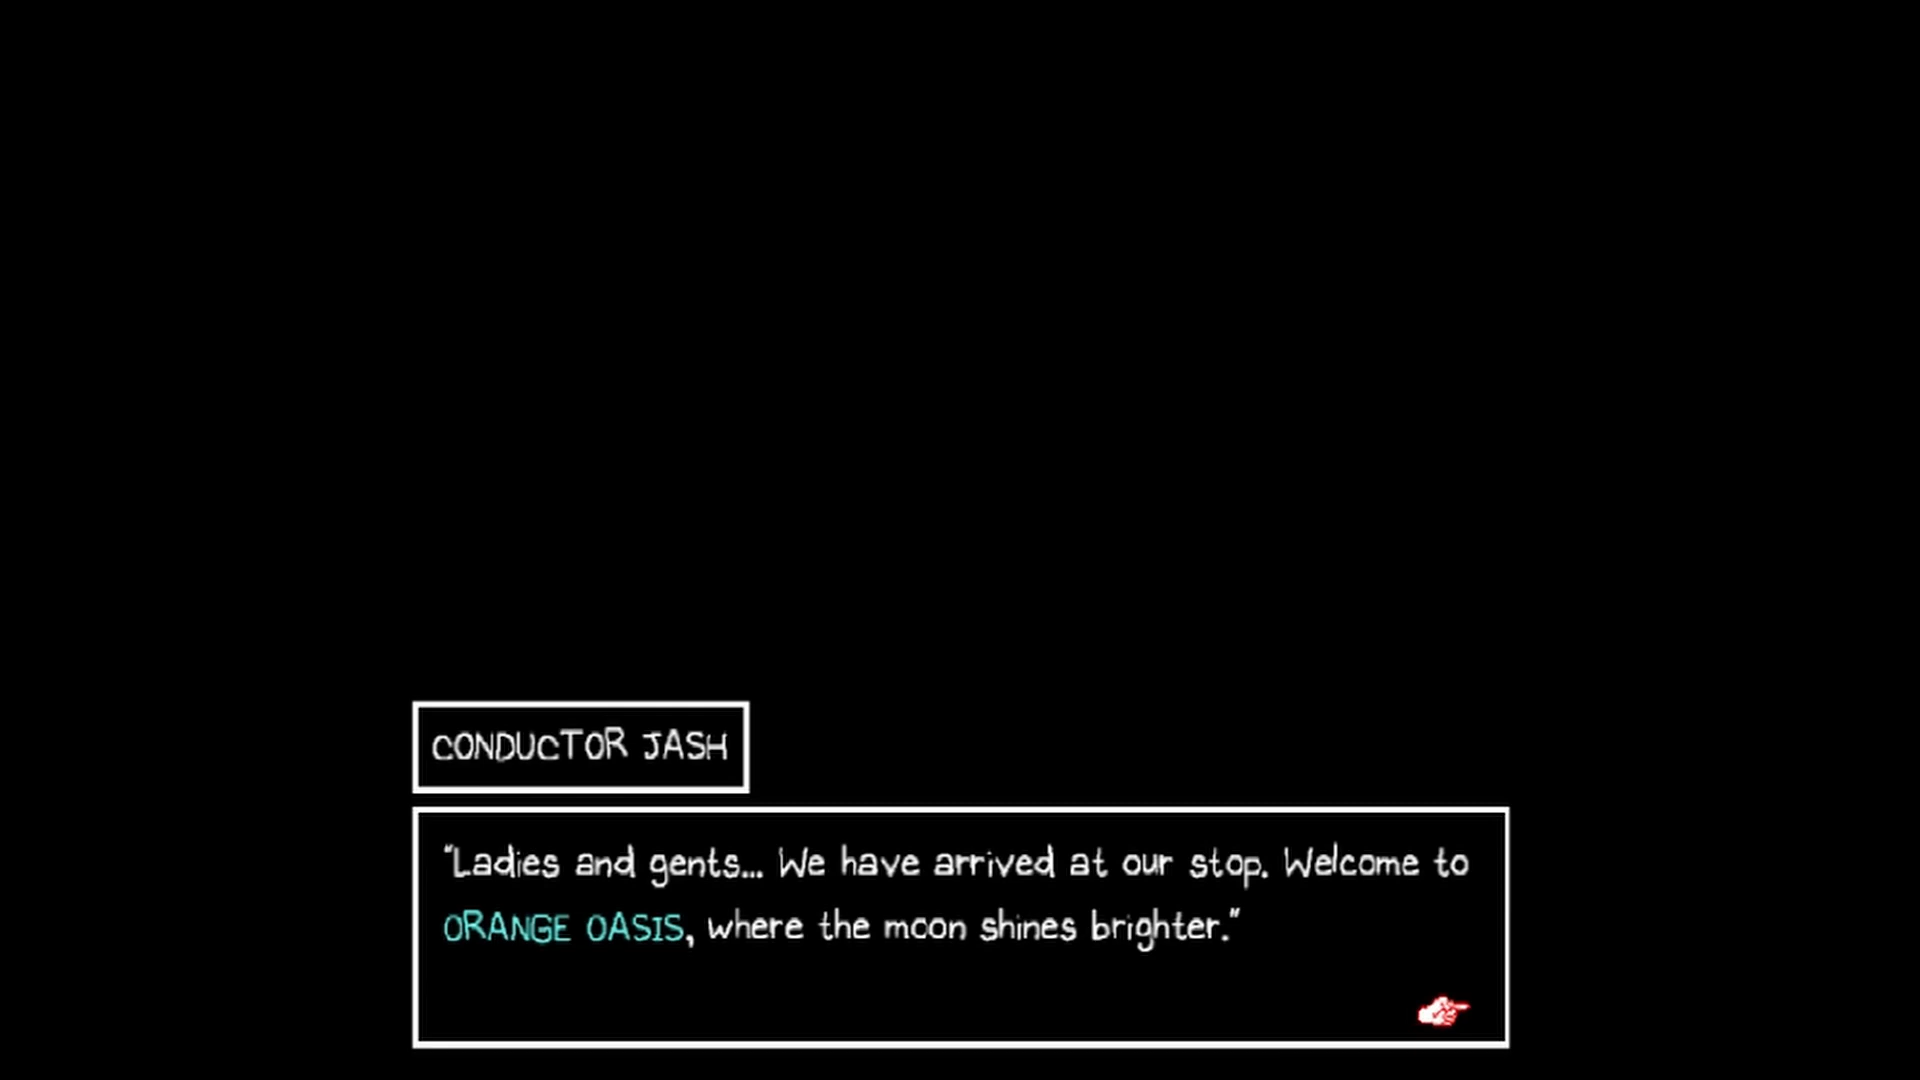 CONDUCTOR JASH
"Ladies and gents... We have arrived at our stop. Welcome to
ORANGE OASIS, where the moon shines brighter."